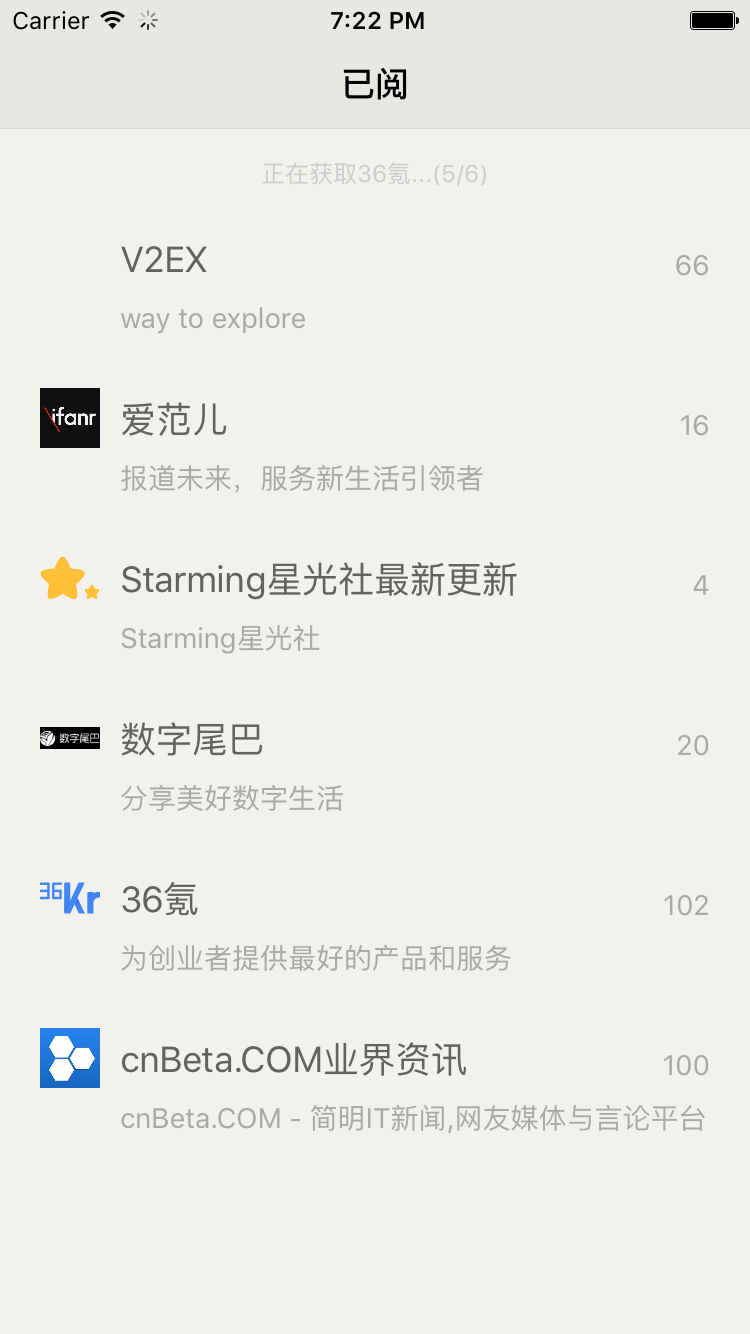 Carrier 7:22 PM
已阅
正在获取36氪...(5/6)
V2EX
66
way to explore
ifanr
爱范儿
16
报道未来，服务新生活引领者
Starming星光社最新更新
4
Starming星光社
数字尾巴
数字尾巴
20
分享美好数字生活
36Kr
36氪
102
为创业者提供最好的产品和服务
cnBeta.COM业界资讯
100
cnBeta.COM - 简明IT新闻,网友媒体与言论平台